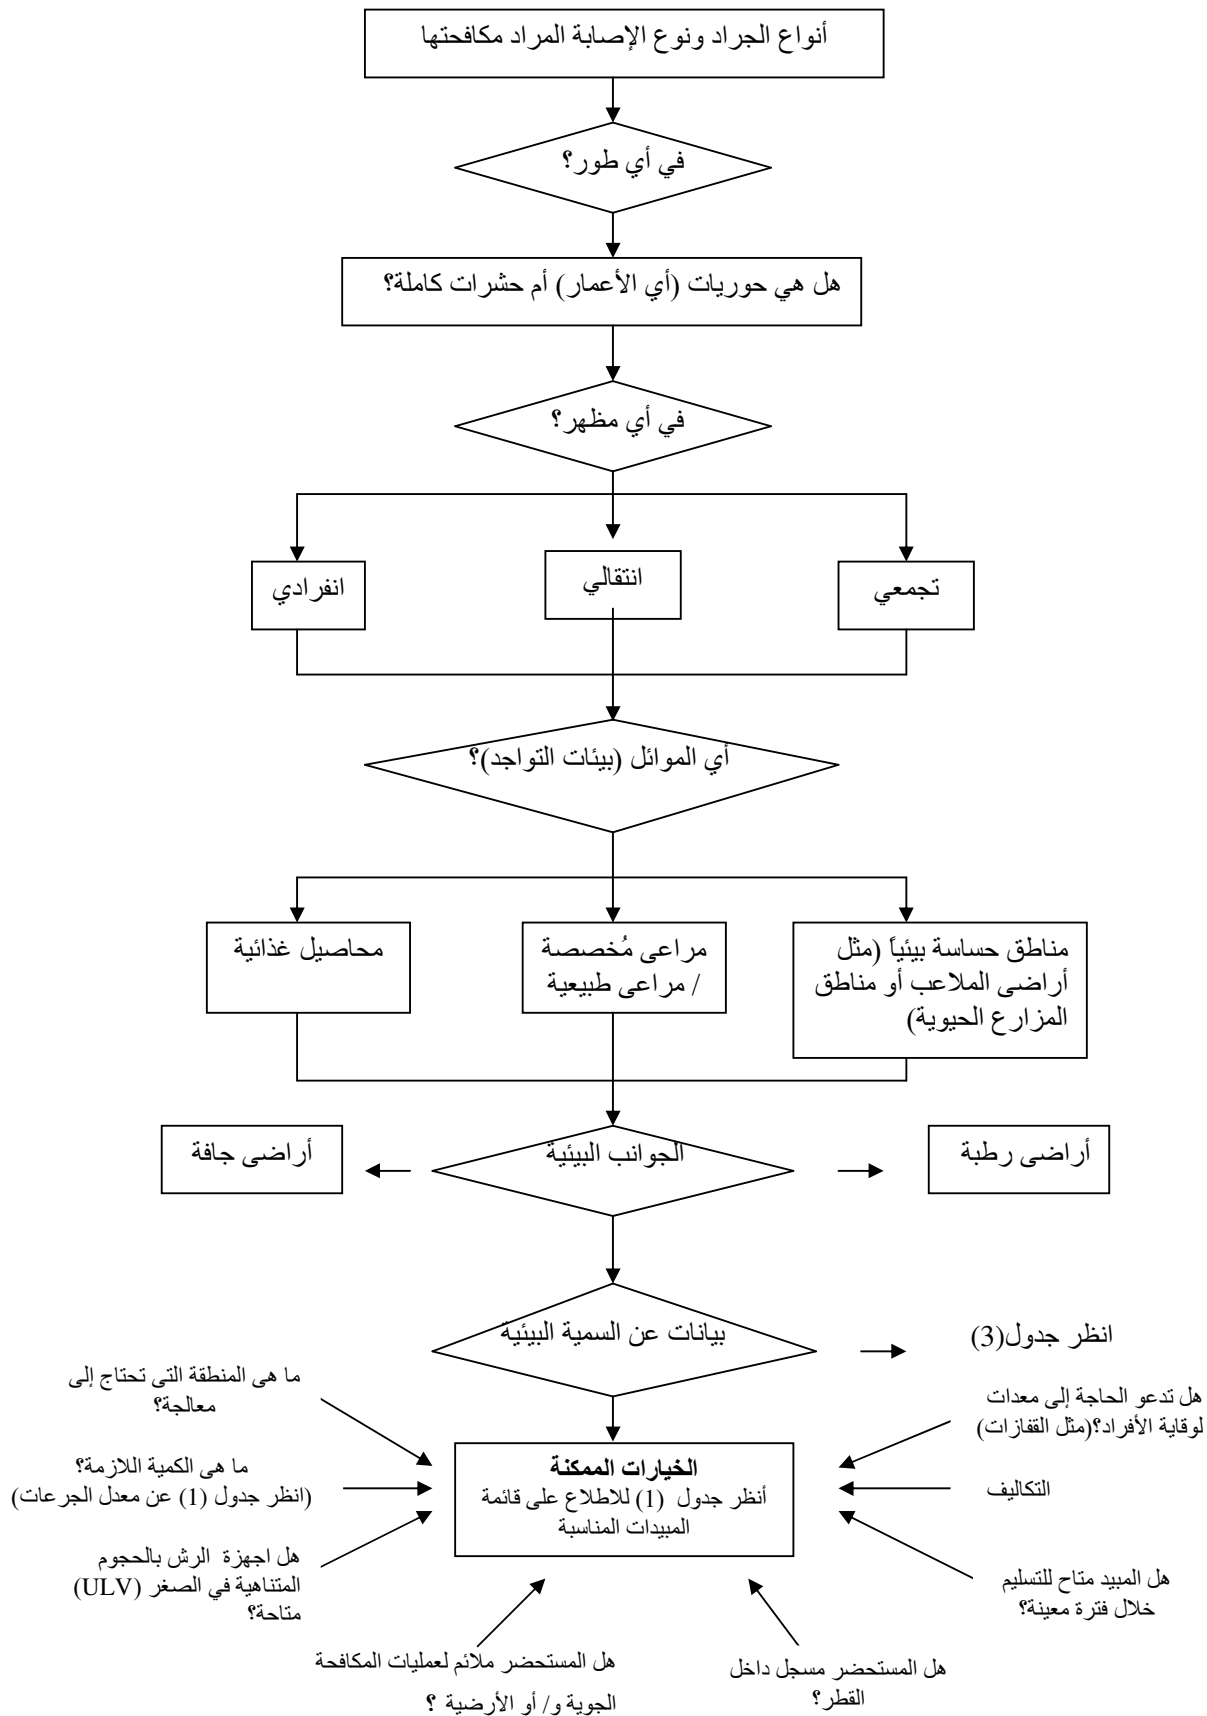 أنواع الجراد ونوع الإصابة المراد مكافحتها
في أي طور؟
هل هي حوريات (أي الأعمار) أم حشرات كاملة؟
في أي مظهر؟
تجمعي
انتقالي
انفرادي
أي الموائل (بيئات التواجد)؟
مناطق حساسة بيئياً (مثل
أراضى الملاعب أو مناطق
المزارع الحيوية)
مراعى مُخصصة
/ مراعى طبيعية
محاصيل غذائية
أراضى رطبة
الجوانب البيئية
أراضى جافة
بيانات عن السمية البيئية
انظر جدول(3)
هل تدعو الحاجة إلى معدات
لوقاية الأفراد؟(مثل القفازات)
التكاليف
هل المبيد متاح للتسليم
خلال فترة معينة؟
هل المستحضر مسجل داخل
القطر؟
الخيارات الممكنة
أنظر جدول (1) للاطلاع على قائمة
المبيدات المناسبة
ما هى المنطقة التى تحتاج إلى
معالجة؟
ما هى الكمية اللازمة؟
(انظر جدول (1) عن معدل الجرعات)
هل اجهزة الرش بالحجوم
المتناهية في الصغر (ULV)
متاحة؟
هل المستحضر ملائم لعمليات المكافحة
الجوية و/ أو الأرضية ؟